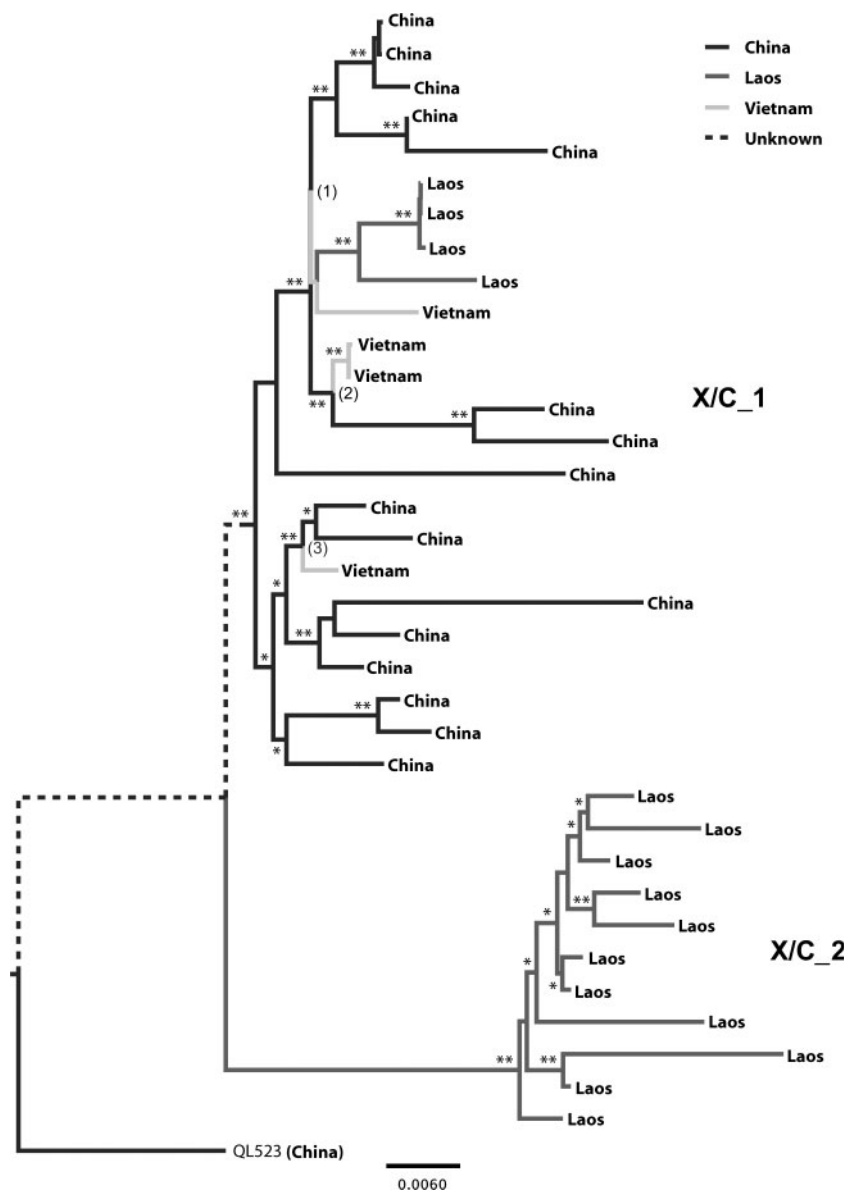 China
China
China
China
China
Laos
Vietnam
Unknown
**
**
China
China
**
China
(1)
Laos
Laos
**
Laos
**
Laos
**
Vietnam
Vietnam
**
Vietnam
(2)
**
China
**
China
X/C_1
China
China
*
**
China
**
(3)
Vietnam
*
China
China
**
*
China
China
**
China
*
China
Laos
*
Laos
*
Laos
Laos
**
Laos
*
X/C_2
Laos
*
*
Laos
Laos
Laos
**
**
Laos
Laos
QL523 (China)
0.0060